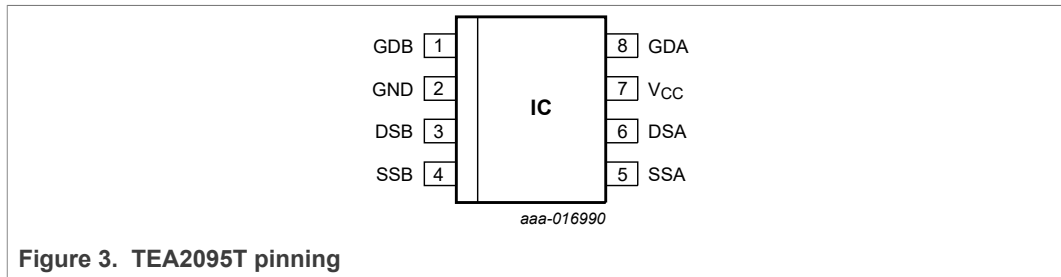 GDB 1 8 GDA
GND 2 IC 7 VCC
DSB 3 6 DSA
SSB 4 5 SSA
aaa-016990
Figure 3. TEA2095T pinning